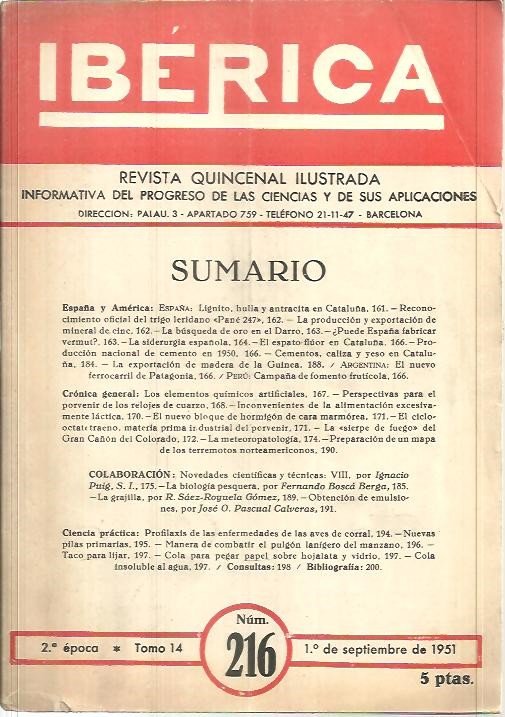 IBÉRICA
REVISTA QUINCENAL ILUSTRADA
INFORMATIVA DEL PROGRESO DE LAS CIENCIAS Y DE SUS APLICACIONES
DIRECCION: PALAU. 3 - APARTADO 759 - TELÉFONO 21-11-47 - BARCELONA
SUMARIO
España y América: ESPAÑA: Lignito, hulla y antracita en Cataluña, 161. — Recono-
cimiento oficial del trigo leridano «Pané 247», 162. — La producción y exportación de
mineral de cinc, 162. — La búsqueda de oro en el Darro, 163. — ¿Puede España fabricar
vermut?, 163. — La siderurgia española, 164. — El espato flúor en Cataluña. 166. — Pro-
ducción nacional de cemento en 1950, 166. — Cementos, caliza y yeso en Catalu-
ña, 184. — La exportación de madera de la Guinea. 188. / ARGENTINA: El nuevo
ferrocarril de Patagonia, 166. / PERÚ: Campaña de fomento frutícola, 166.
Crónica general: Los elementos químicos artificiales, 167. — Perspectivas para el
porvenir de los relojes de cuarzo, 168. — Inconvenientes de la alimentación excesiva-
mente láctica, 170. — El nuevo bloque de hormigón de cara marmórea, 171. — El ciclo-
octatetraeno, materia prima industrial del porvenir, 171. — La «sierpe de fuego» del
Gran Cañón del Colorado, 172. — La meteoropatología, 174. — Preparación de un mapa
de los terremotos norteamericanos, 190.
COLABORACIÓN: Novedades científicas y técnicas: VIII, por Ignacio
Puig, S. I., 175. — La biología pesquera, por Fernando Boscá Berga, 185.
— La grajilla, por R. Sáez-Royuela Gómez, 189. — Obtención de emulsio-
nes, por José O. Pascual Calveras, 191.
Ciencia práctica: Profilaxis de las enfermedades de las aves de corral, 194. — Nuevas
pilas primarias, 195. — Manera de combatir el pulgón lanígero del manzano, 196. —
Taco para lijar, 197. — Cola para pegar papel sobre hojalata y vidrio, 197. — Cola
insoluble al agua, 197. / Consultas: 198 / Bibliografía: 200.
Núm.
2.ª época * Tomo 14 216 1.º de septiembre de 1951
5 ptas.